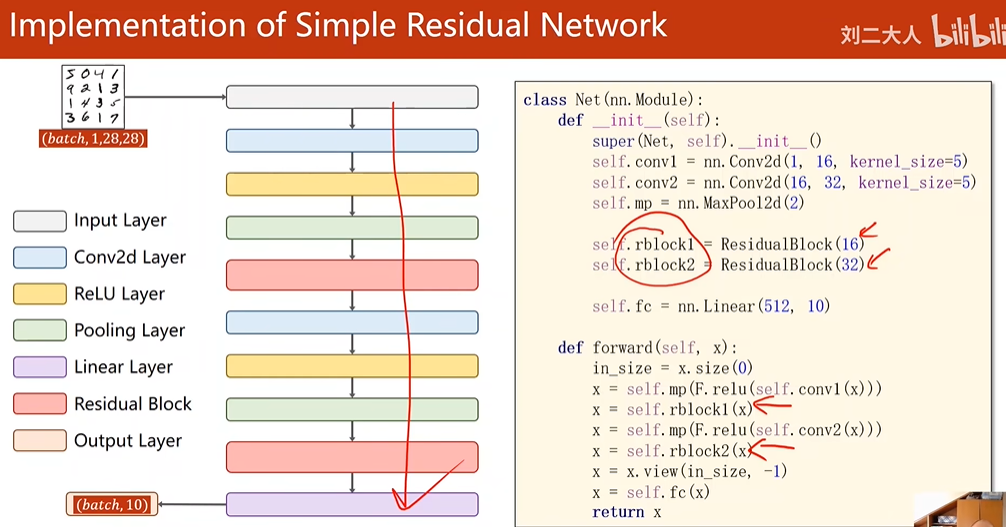 Implementation of Simple Residual Network
刘二大人 bilibili
5 0 4 1
9 2 1 3
1 4 3 5
3 6 1 7
(batch, 1,28,28)
Input Layer
Conv2d Layer
ReLU Layer
Pooling Layer
Linear Layer
Residual Block
Output Layer
(batch, 10)
class Net(nn.Module):
    def __init__(self):
        super(Net, self).__init__()
        self.conv1 = nn.Conv2d(1, 16, kernel_size=5)
        self.conv2 = nn.Conv2d(16, 32, kernel_size=5)
        self.mp = nn.MaxPool2d(2)
        self.rblock1 = ResidualBlock(16)
        self.rblock2 = ResidualBlock(32)
        self.fc = nn.Linear(512, 10)
    def forward(self, x):
        in_size = x.size(0)
        x = self.mp(F.relu(self.conv1(x)))
        x = self.rblock1(x)
        x = self.mp(F.relu(self.conv2(x)))
        x = self.rblock2(x)
        x = x.view(in_size, -1)
        x = self.fc(x)
        return x